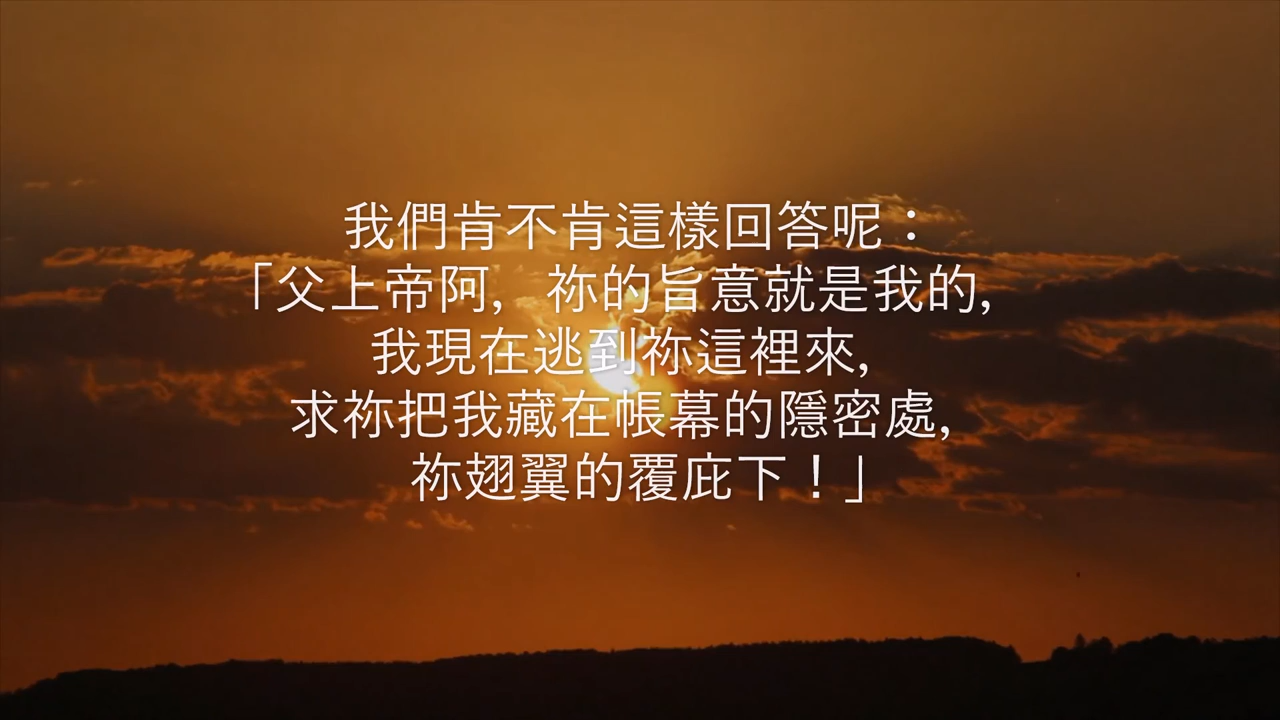 我們肯不肯這樣回答呢：
「父上帝阿, 祢的旨意就是我的,
我現在逃到祢這裡來,
求祢把我藏在帳幕的隱密處,
祢翅翼的覆庇下！」